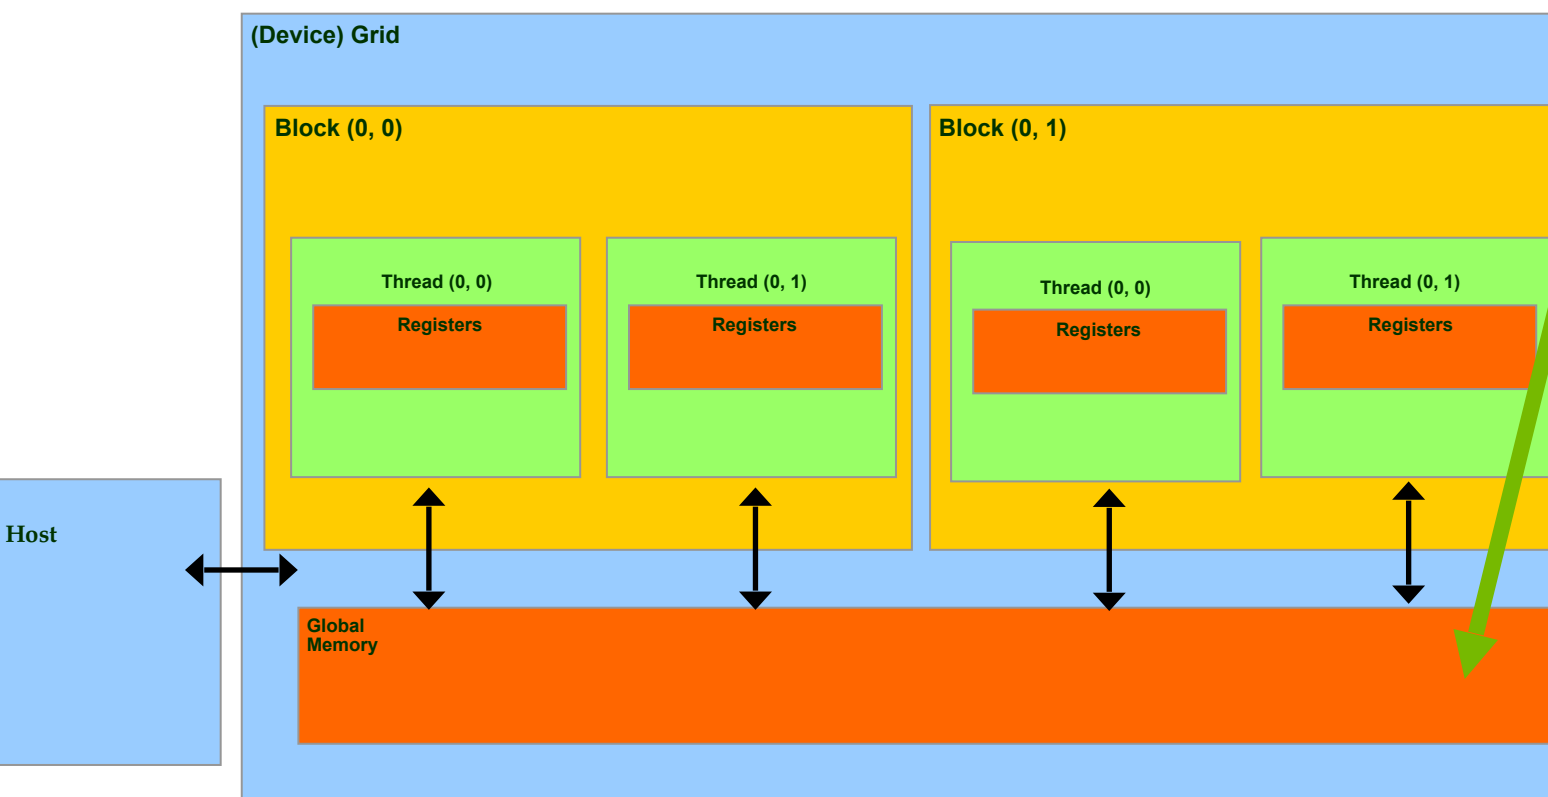 (Device) Grid
Block (0, 0)
Block (0, 1)
Thread (0, 0)
Registers
Thread (0, 1)
Registers
Thread (0, 0)
Registers
Thread (0, 1)
Registers
Host
Global
Memory